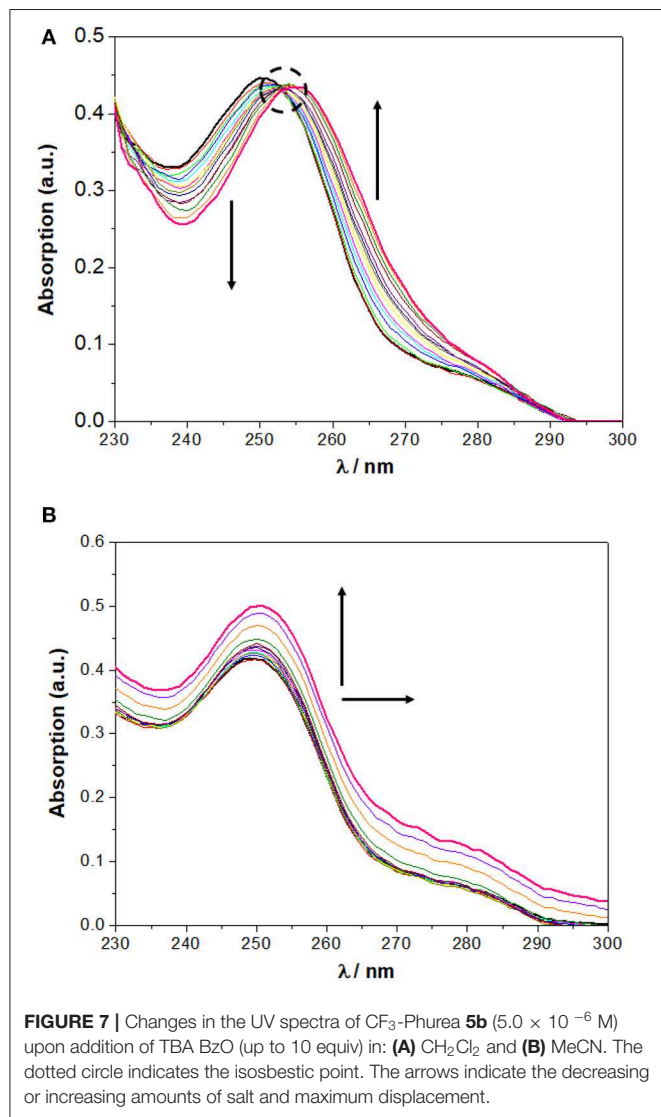 A
0.5
0.4
0.3
0.2
0.1
0.0
Absorption (a.u.)
230 240 250 260 270 280 290 300
λ / nm
B
0.6
0.5
0.4
0.3
0.2
0.1
0.0
Absorption (a.u.)
230 240 250 260 270 280 290 300
λ / nm
FIGURE 7 | Changes in the UV spectra of CF₃-Phurea 5b (5.0 × 10 ⁻⁶ M)
upon addition of TBA BzO (up to 10 equiv) in: (A) CH₂Cl₂ and (B) MeCN. The
dotted circle indicates the isosbestic point. The arrows indicate the decreasing
or increasing amounts of salt and maximum displacement.